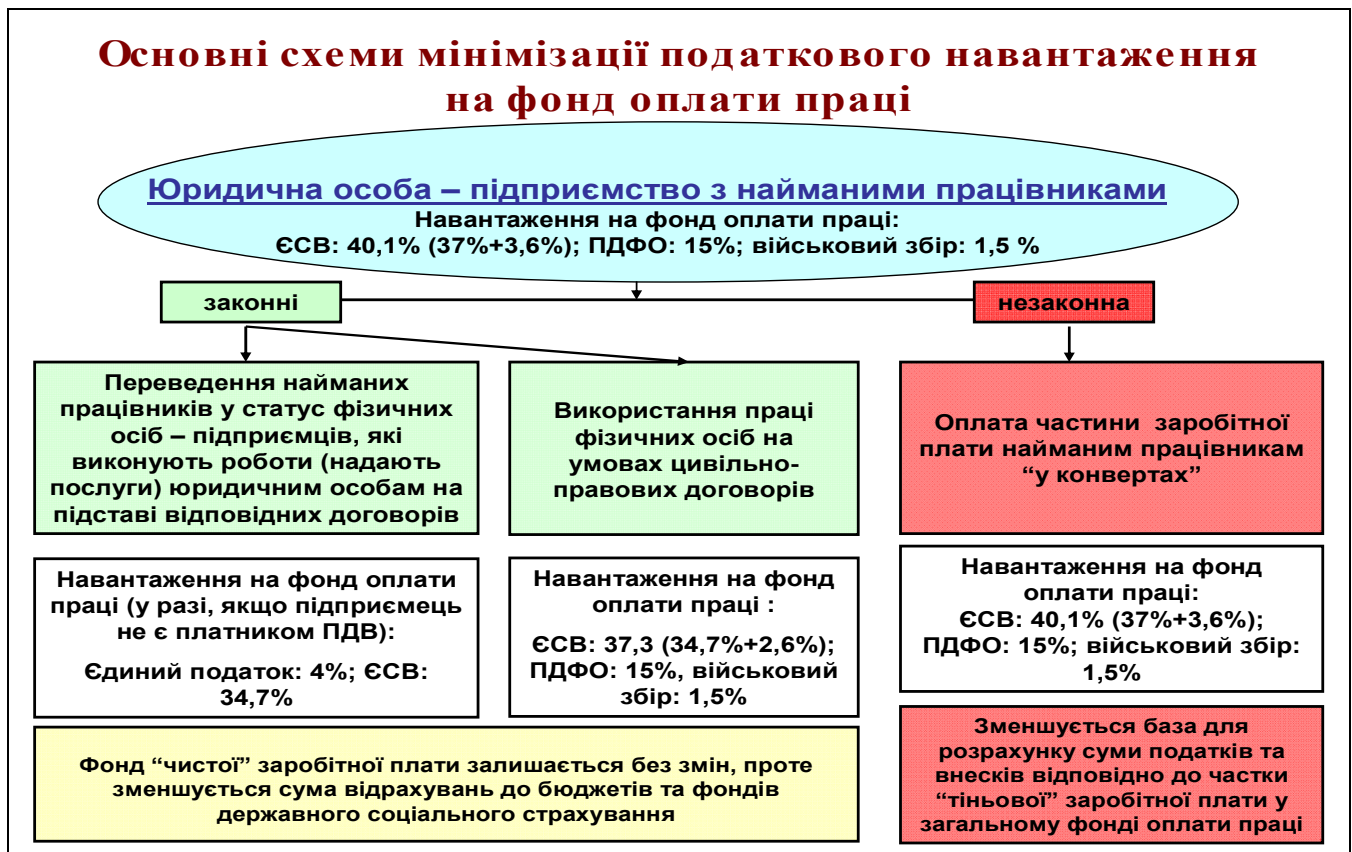 Основні схеми мінімізації податкового навантаження
на фонд оплати праці
Юридична особа – підприємство з найманими працівниками
Навантаження на фонд оплати праці:
ЄСВ: 40,1% (37%+3,6%); ПДФО: 15%; військовий збір: 1,5 %
законні
незаконна
Переведення найманих
працівників у статус фізичних
осіб – підприємців, які
виконують роботи (надають
послуги) юридичним особам на
підставі відповідних договорів
Використання праці
фізичних осіб на
умовах цивільно-
правових договорів
Оплата частини заробітної
плати найманим працівникам
“у конвертах”
Навантаження на фонд оплати
праці (у разі, якщо підприємець
не є платником ПДВ):
Єдиний податок: 4%; ЄСВ:
34,7%
Навантаження на фонд
оплати праці :
ЄСВ: 37,3 (34,7%+2,6%);
ПДФО: 15%, військовий
збір: 1,5%
Навантаження на фонд
оплати праці:
ЄСВ: 40,1% (37%+3,6%);
ПДФО: 15%; військовий збір:
1,5%
Фонд “чистої” заробітної плати залишається без змін, проте
зменшується сума відрахувань до бюджетів та фондів
державного соціального страхування
Зменшується база для
розрахунку суми податків та
внесків відповідно до частки
“тіньової” заробітної плати у
загальному фонді оплати праці